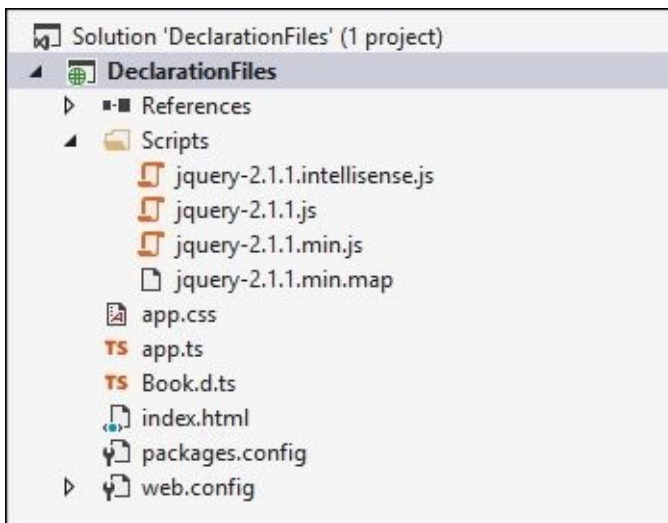 Solution 'DeclarationFiles' (1 project)
DeclarationFiles
References
Scripts
jquery-2.1.1.intellisense.js
jquery-2.1.1.js
jquery-2.1.1.min.js
jquery-2.1.1.min.map
app.css
TS app.ts
TS Book.d.ts
index.html
packages.config
web.config